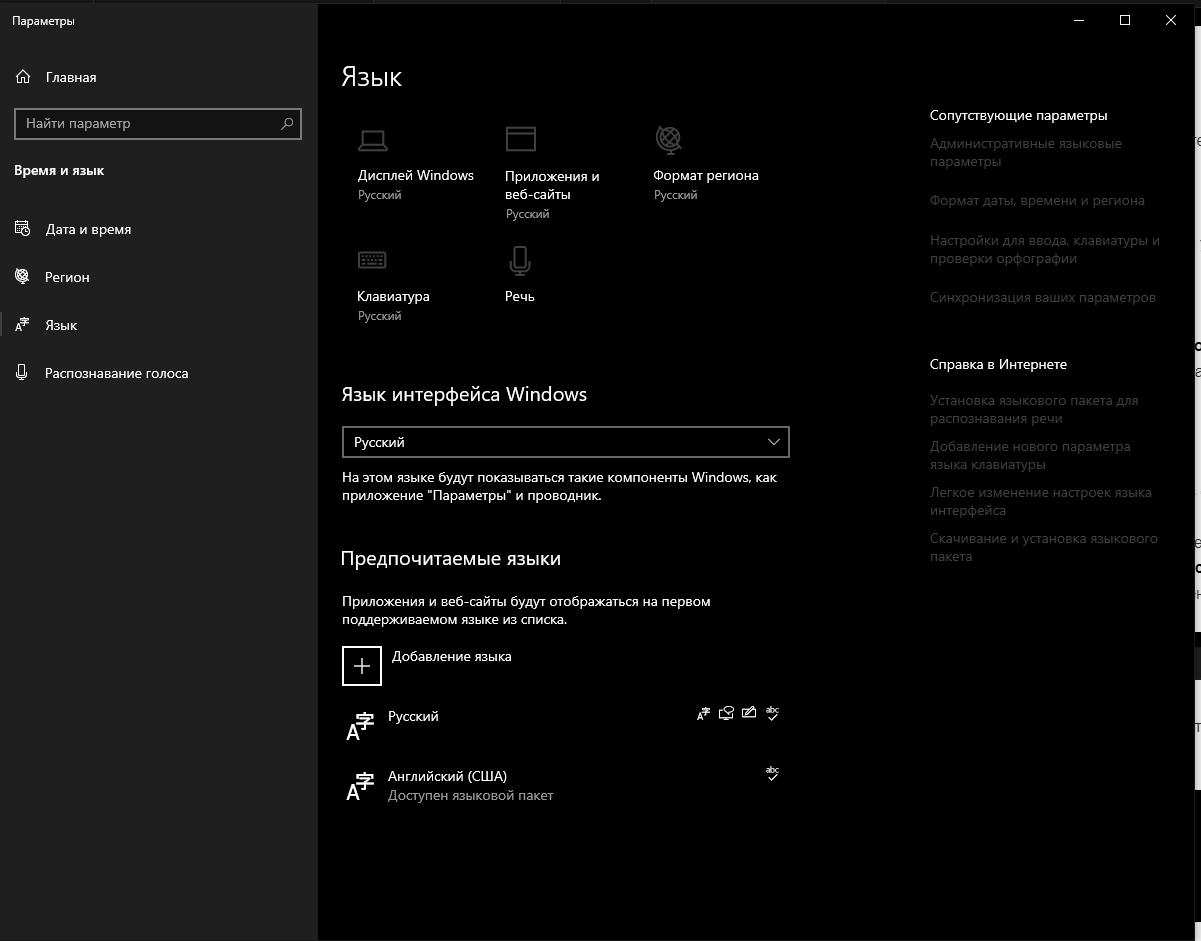 Параметры
Главная
Найти параметр
Время и язык
Дата и время
Регион
Язык
Распознавание голоса
Язык
Дисплей Windows
Русский
Приложения и
веб-сайты
Русский
Формат региона
Русский
Клавиатура
Русский
Речь
Язык интерфейса Windows
Русский
На этом языке будут показываться такие компоненты Windows, как
приложение "Параметры" и проводник.
Предпочитаемые языки
Приложения и веб-сайты будут отображаться на первом
поддерживаемом языке из списка.
Добавление языка
Русский
abc
Английский (США)
abc
Доступен языковой пакет
Сопутствующие параметры
Административные языковые
параметры
Формат даты, времени и региона
Настройки для ввода, клавиатуры и
проверки орфографии
Синхронизация ваших параметров
Справка в Интернете
Установка языкового пакета для
распознавания речи
Добавление нового параметра
языка клавиатуры
Легкое изменение настроек языка
интерфейса
Скачивание и установка языкового
пакета